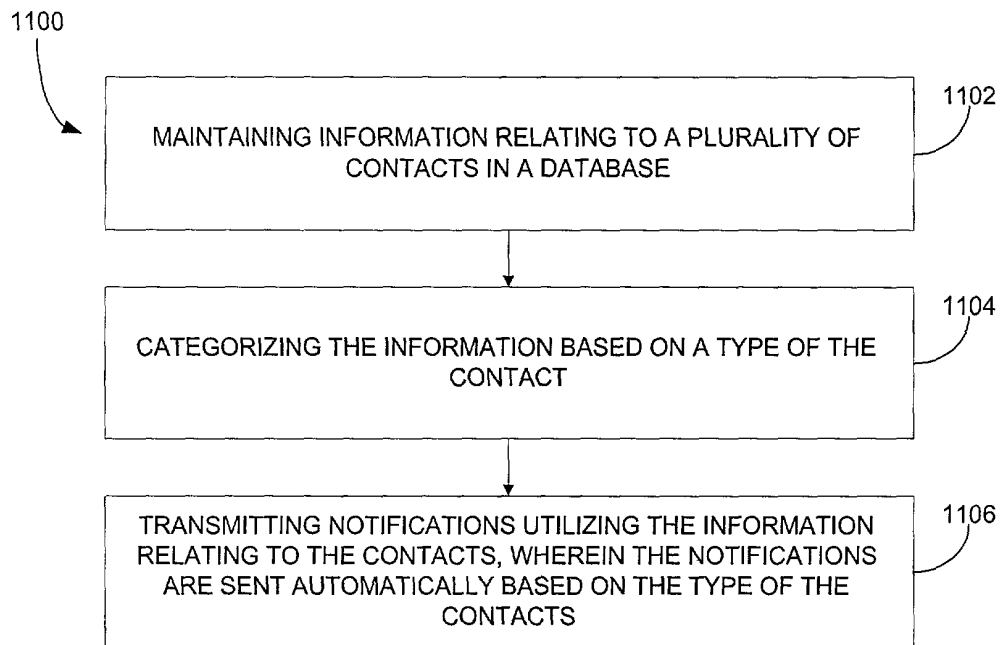 1100
1102
MAINTAINING INFORMATION RELATING TO A PLURALITY OF
CONTACTS IN A DATABASE
1104
CATEGORIZING THE INFORMATION BASED ON A TYPE OF THE
CONTACT
1106
TRANSMITTING NOTIFICATIONS UTILIZING THE INFORMATION
RELATING TO THE CONTACTS, WHEREIN THE NOTIFICATIONS
ARE SENT AUTOMATICALLY BASED ON THE TYPE OF THE
CONTACTS